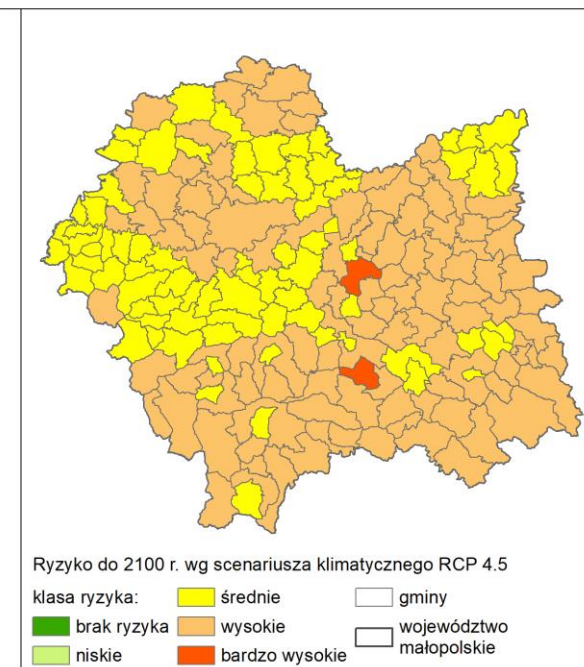 Ryzyko do 2100 r. wg scenariusza klimatycznego RCP 4.5
klasa ryzyka:
brak ryzyka
niskie
średnie
wysokie
bardzo wysokie
gminy
województwo
małopolskie